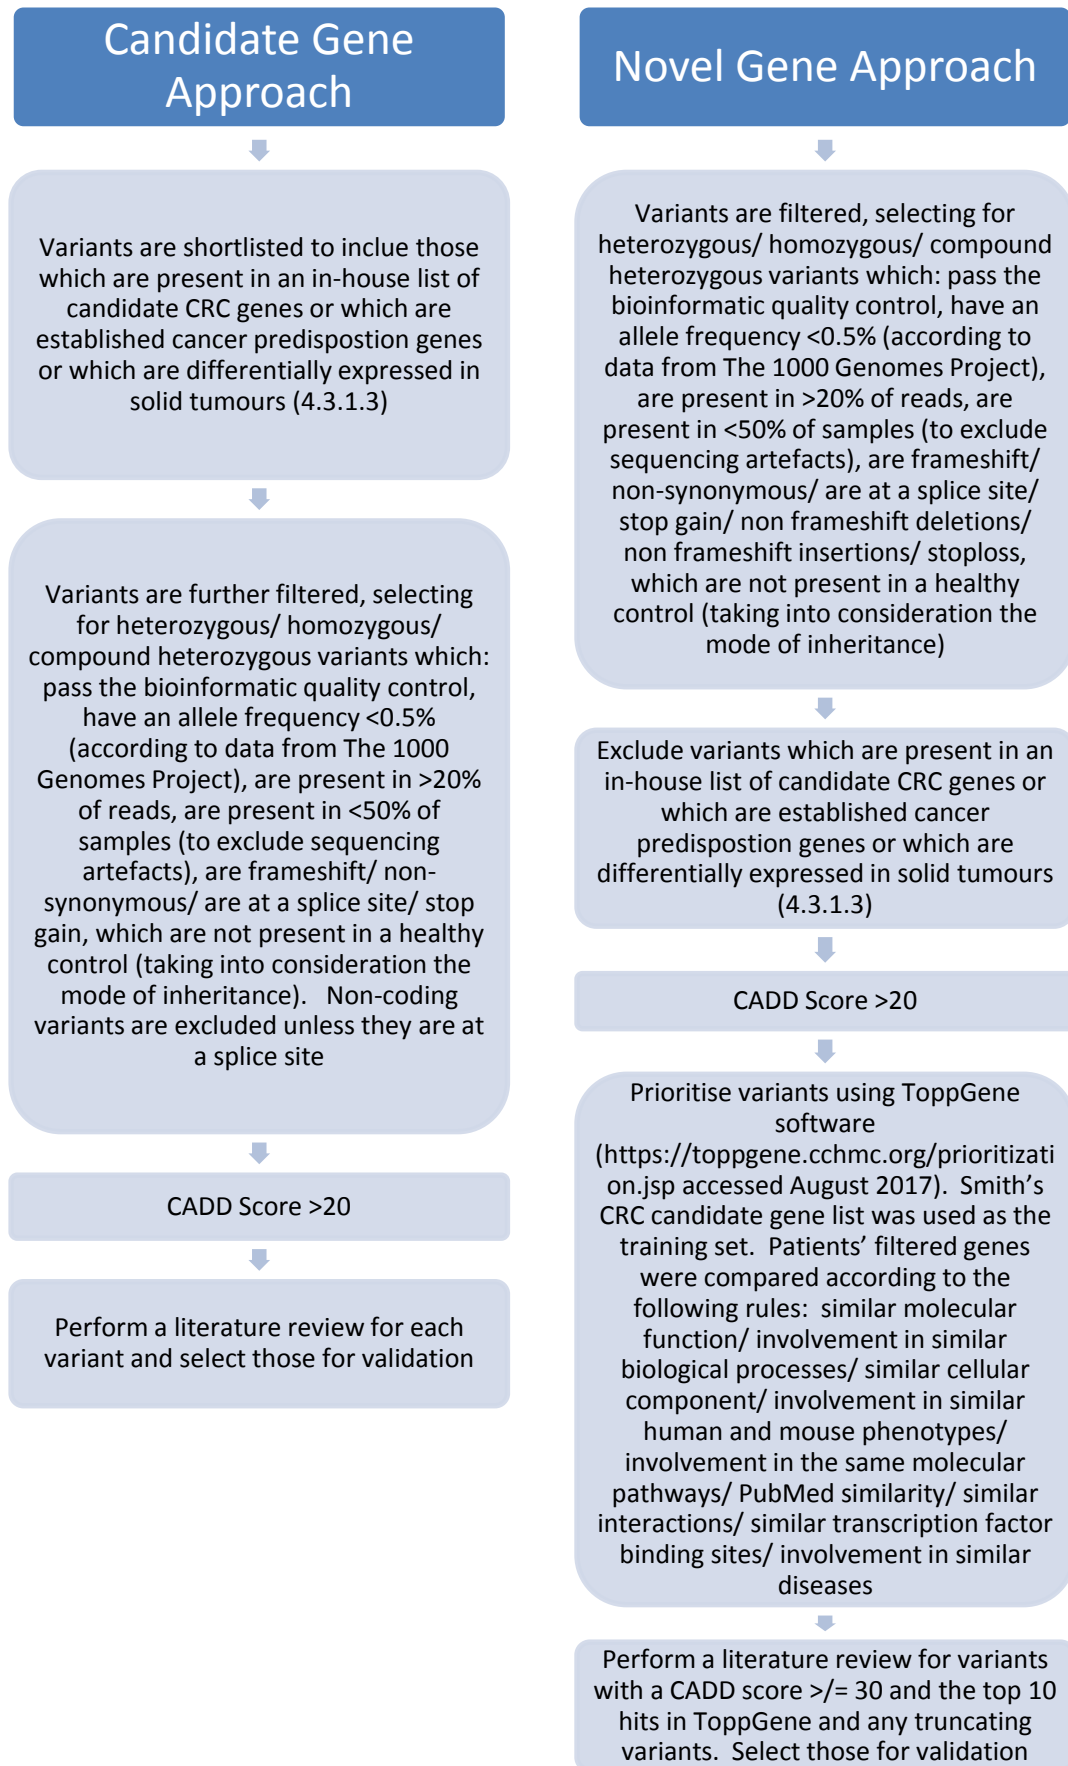 Candidate Gene
Approach
Variants are shortlisted to inclue those
which are present in an in-house list of
candidate CRC genes or which are
established cancer predispostion genes
or which are differentially expressed in
solid tumours (4.3.1.3)
Variants are further filtered, selecting
for heterozygous/ homozygous/
compound heterozygous variants which:
pass the bioinformatic quality control,
have an allele frequency <0.5%
(according to data from The 1000
Genomes Project), are present in >20%
of reads, are present in <50% of
samples (to exclude sequencing
artefacts), are frameshift/ non-
synonymous/ are at a splice site/ stop
gain, which are not present in a healthy
control (taking into consideration the
mode of inheritance). Non-coding
variants are excluded unless they are at
a splice site
CADD Score >20
Perform a literature review for each
variant and select those for validation
Novel Gene Approach
Variants are filtered, selecting for
heterozygous/ homozygous/ compound
heterozygous variants which: pass the
bioinformatic quality control, have an
allele frequency <0.5% (according to
data from The 1000 Genomes Project),
are present in >20% of reads, are
present in <50% of samples (to exclude
sequencing artefacts), are frameshift/
non-synonymous/ are at a splice site/
stop gain/ non frameshift deletions/
non frameshift insertions/ stoploss,
which are not present in a healthy
control (taking into consideration the
mode of inheritance)
Exclude variants which are present in an
in-house list of candidate CRC genes or
which are established cancer
predispostion genes or which are
differentially expressed in solid tumours
(4.3.1.3)
CADD Score >20
Prioritise variants using ToppGene
software
(https://toppgene.cchmc.org/prioritizati
on.jsp accessed August 2017). Smith's
CRC candidate gene list was used as the
training set. Patients' filtered genes
were compared according to the
following rules: similar molecular
function/ involvement in similar
biological processes/ similar cellular
component/ involvement in similar
human and mouse phenotypes/
involvement in the same molecular
pathways/ PubMed similarity/ similar
interactions/ similar transcription factor
binding sites/ involvement in similar
diseases
Perform a literature review for variants
with a CADD score >/= 30 and the top 10
hits in ToppGene and any truncating
variants. Select those for validation